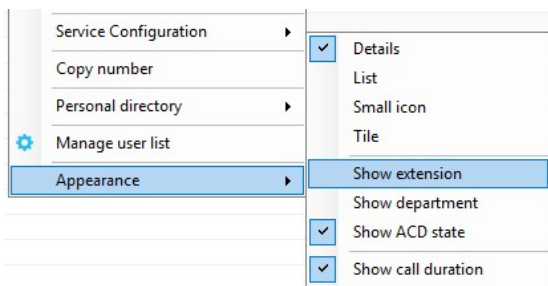 Service Configuration
Copy number
Personal directory
Manage user list
Appearance
Details
List
Small icon
Tile
Show extension
Show department
Show ACD state
Show call duration